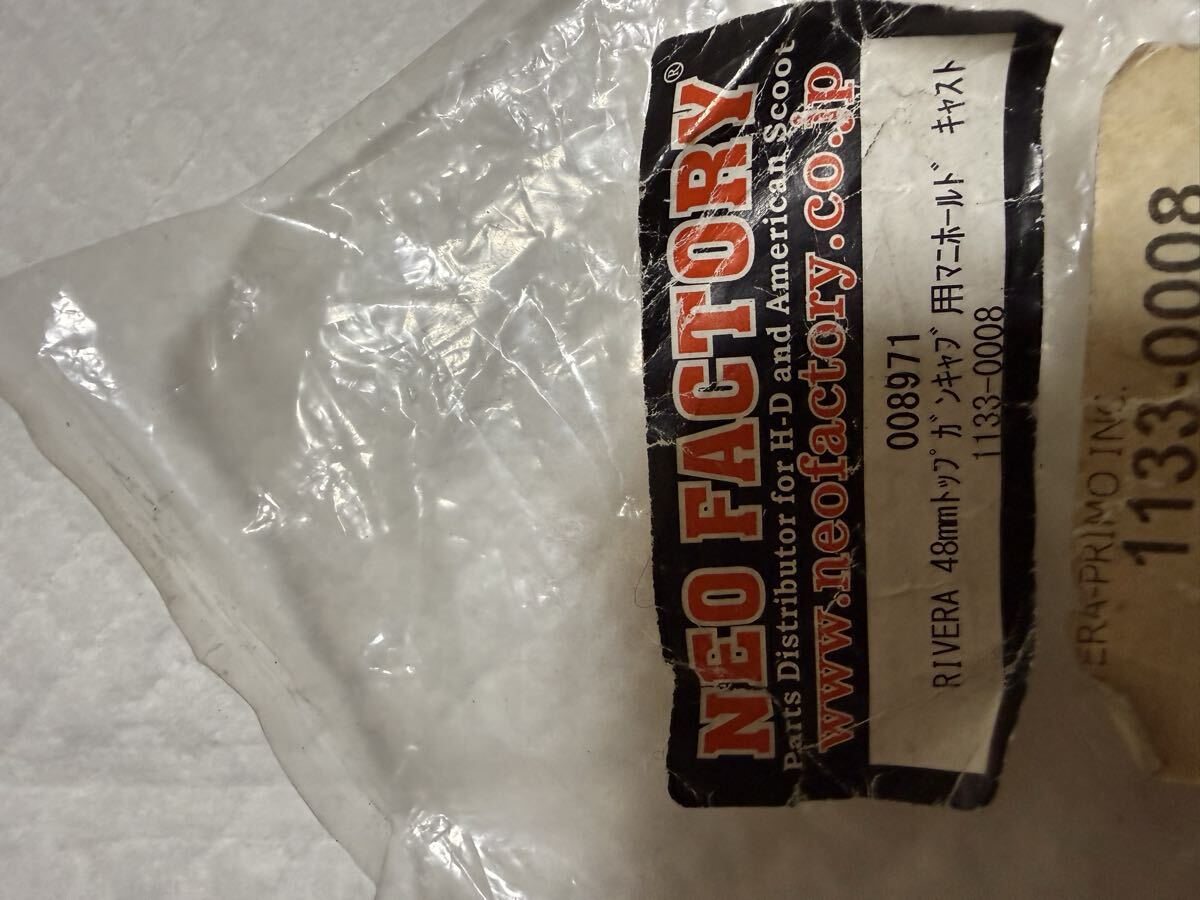 NEO FACTORY®
Parts Distributor for H-D and American Scoot
www.neofactory.co.jp
008971
RIVERA 48mmトップガンキャブ用マニホールド キャスト
1133-0008
ERA-PRIMO INC.
1133-0008